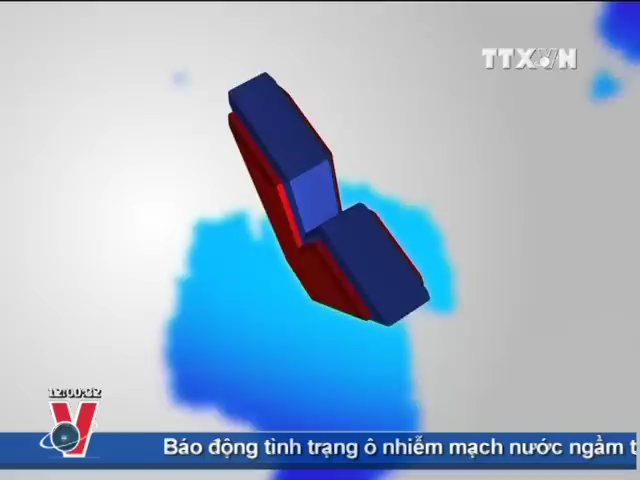 TTXVN
12:00:32
Báo động tình trạng ô nhiễm mạch nước ngầm t